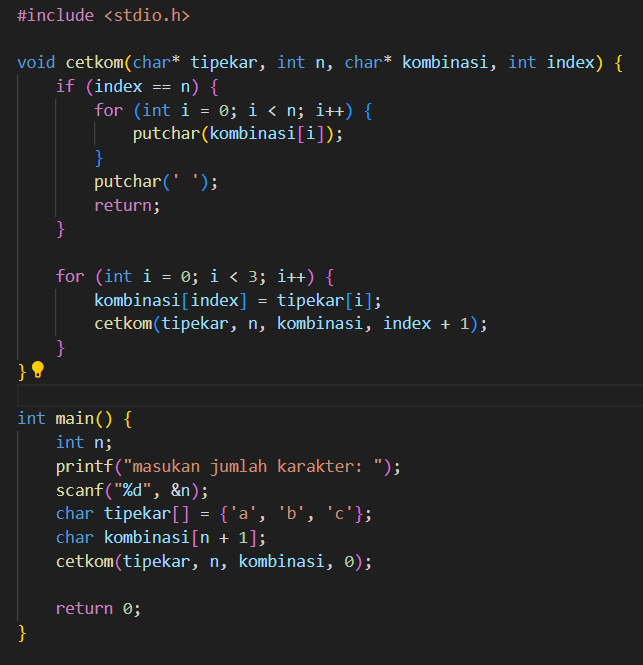 #include <stdio.h>
void cetkom(char* tipekar, int n, char* kombinasi, int index) {
    if (index == n) {
        for (int i = 0; i < n; i++) {
            putchar(kombinasi[i]);
        }
        putchar(' ');
        return;
    }
    for (int i = 0; i < 3; i++) {
        kombinasi[index] = tipekar[i];
        cetkom(tipekar, n, kombinasi, index + 1);
    }
}
int main() {
    int n;
    printf("masukan jumlah karakter: ");
    scanf("%d", &n);
    char tipekar[] = {'a', 'b', 'c'};
    char kombinasi[n + 1];
    cetkom(tipekar, n, kombinasi, 0);
    return 0;
}